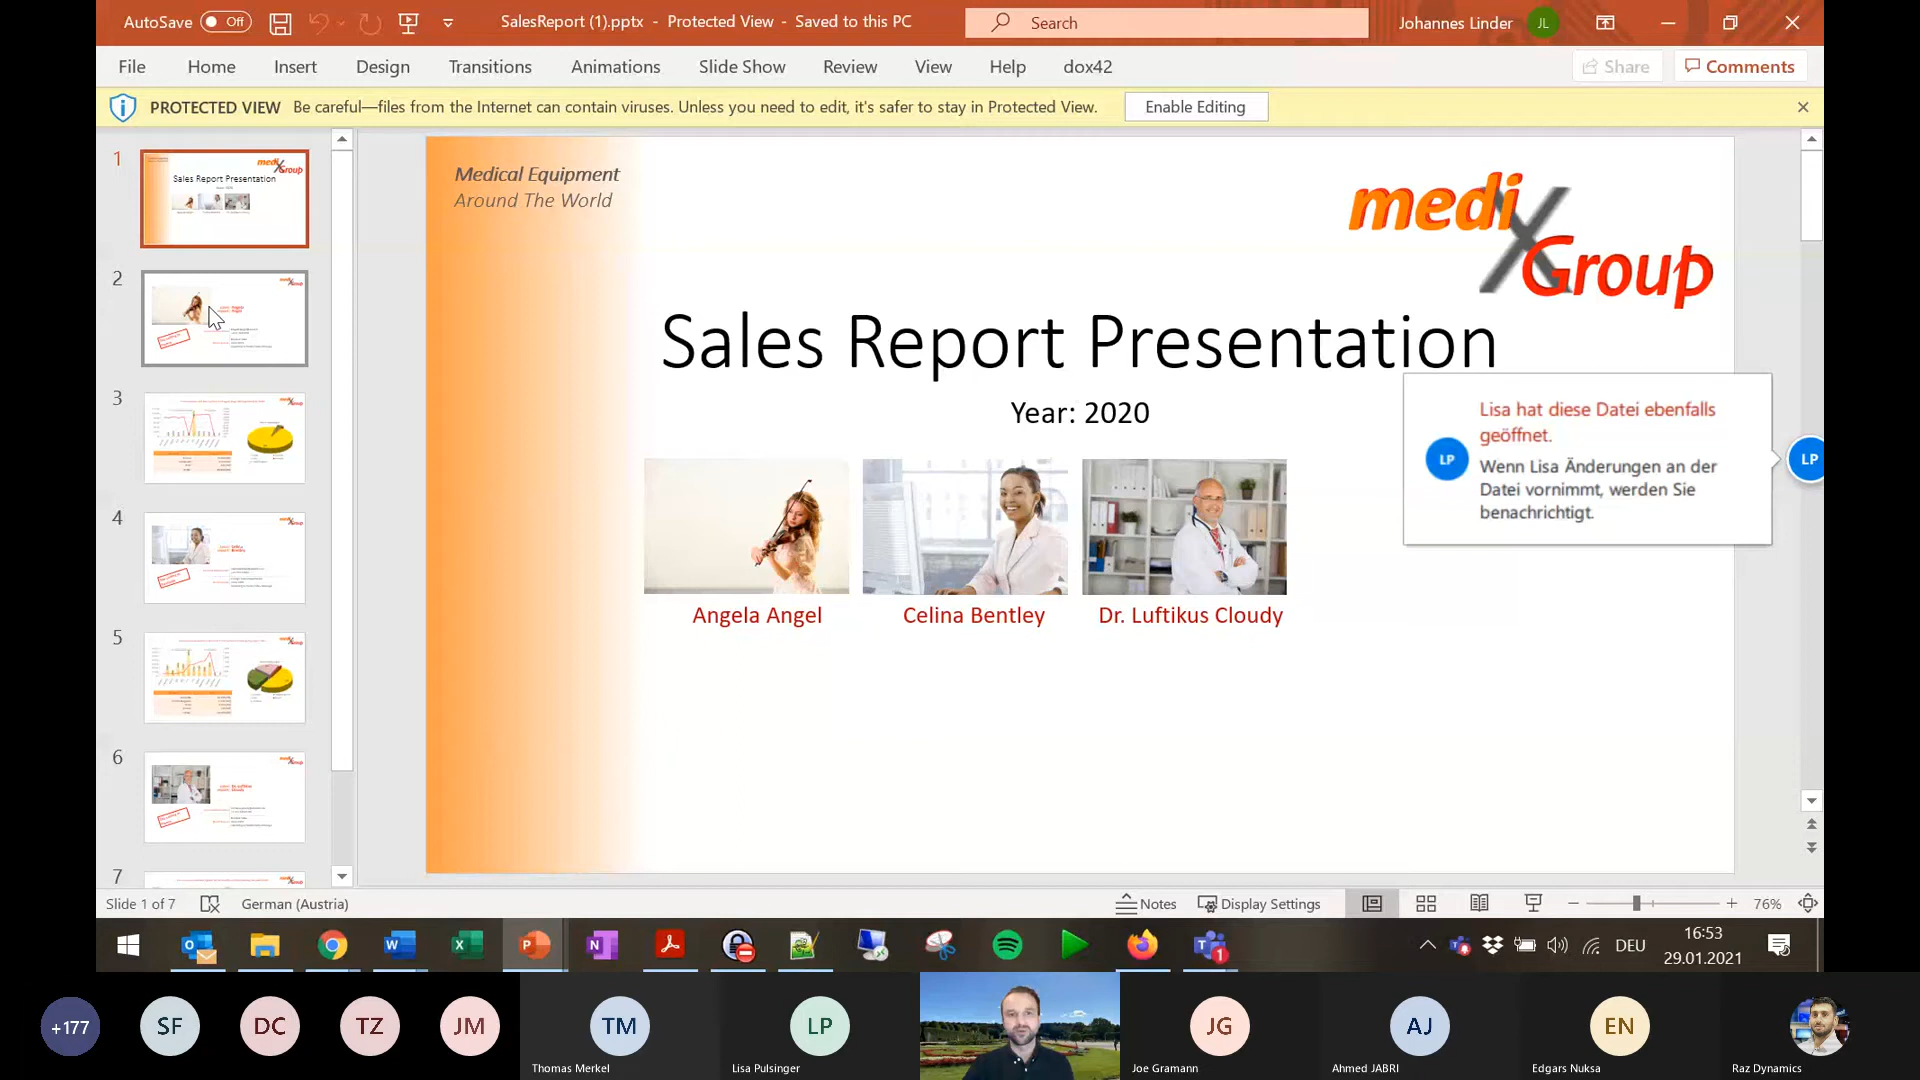 AutoSave Off SalesReport (1).pptx - Protected View - Saved to this PC Search Johannes Linder JL
File Home Insert Design Transitions Animations Slide Show Review View Help dox42 Share Comments
PROTECTED VIEW Be careful—files from the Internet can contain viruses. Unless you need to edit, it's safer to stay in Protected View. Enable Editing
1
Sales Report Presentation
medi X Group
2
3
4
5
6
7
Medical Equipment
Around The World
medi X Group
Sales Report Presentation
Year: 2020
Angela Angel Celina Bentley Dr. Luftikus Cloudy
Lisa hat diese Datei ebenfalls
geöffnet.
LP
Wenn Lisa Änderungen an der
Datei vornimmt, werden Sie
benachrichtigt.
LP
Slide 1 of 7 German (Austria) Notes Display Settings 76%
DEU 16:53
29.01.2021
+177 SF DC TZ JM TM LP JG AJ EN
Thomas Merkel Lisa Pulsinger Joe Gramann Ahmed JABRI Edgars Nuksa Raz Dynamics